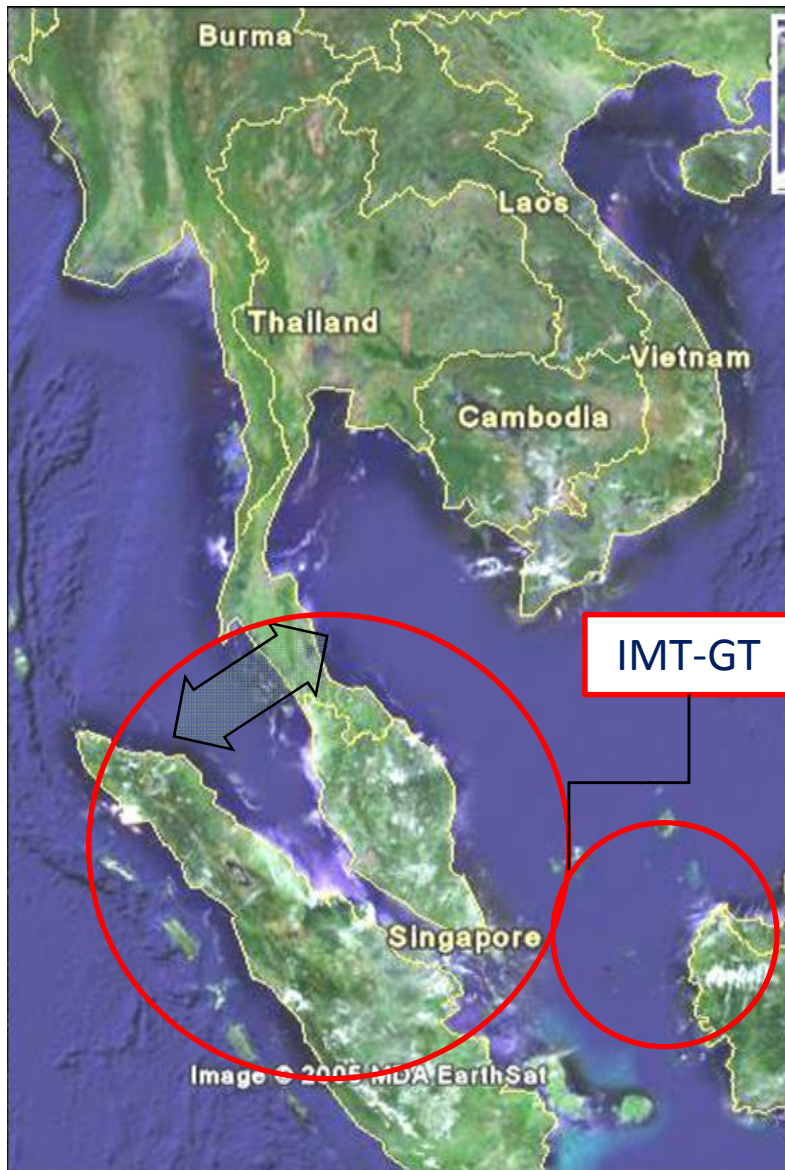 Burma
Laos
Thailand
Vietnam
Cambodia
IMT-GT
Singapore
Image © 2005 MDA EarthSat